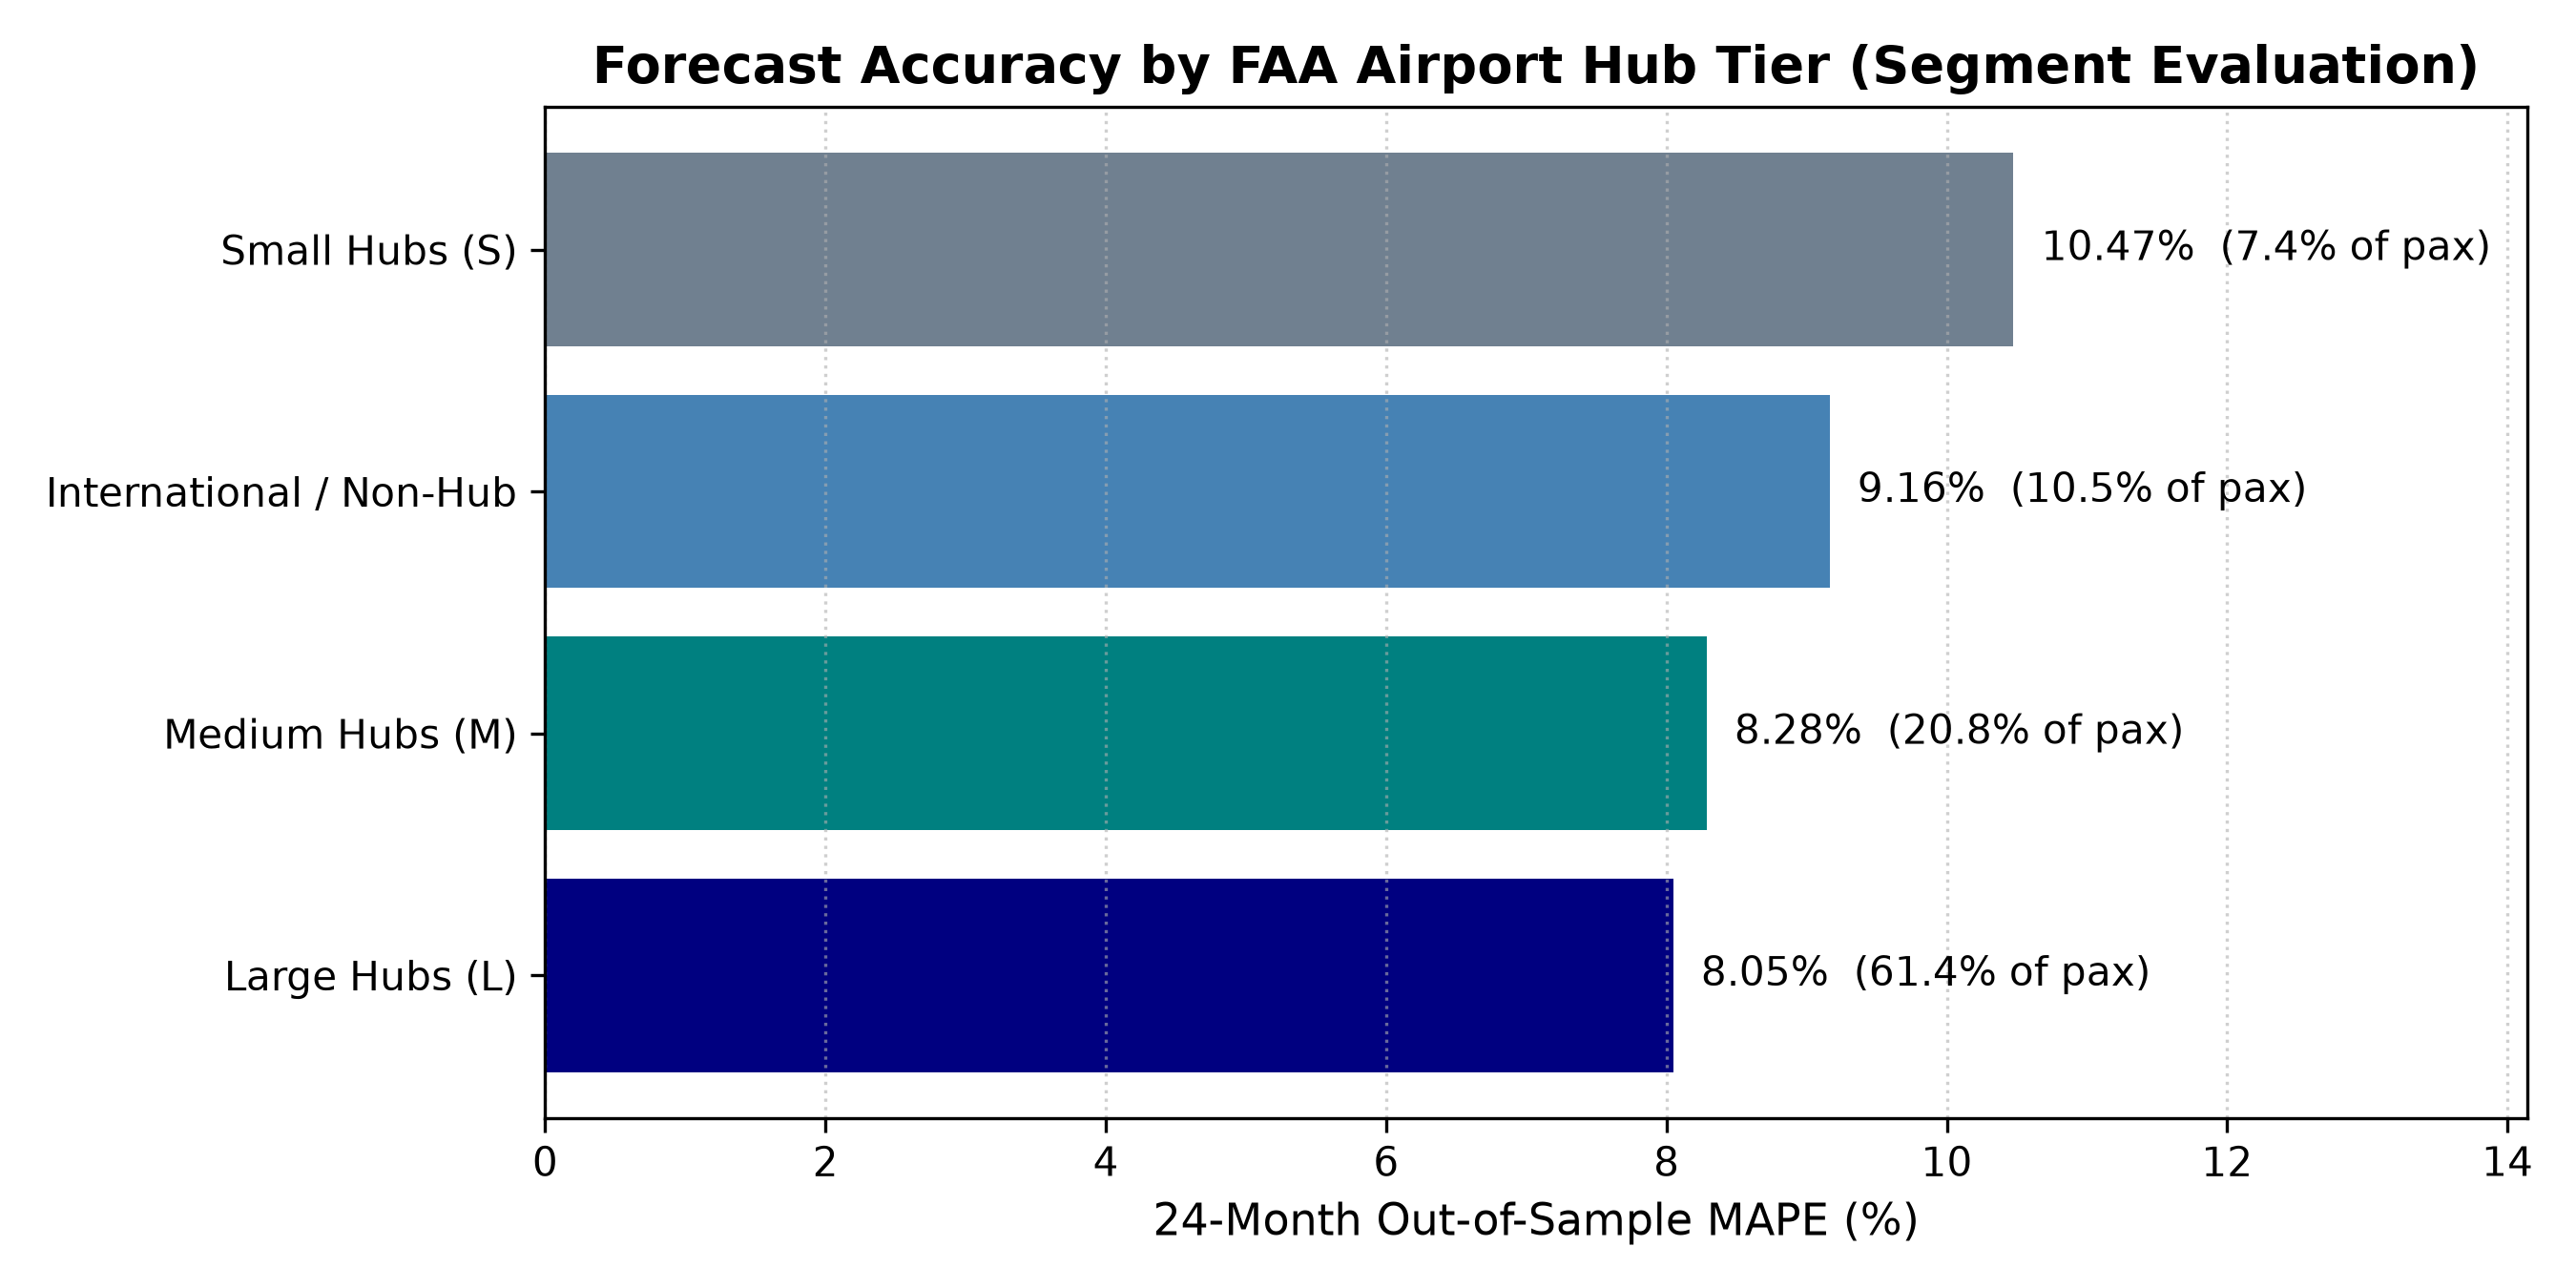 Forecast Accuracy by FAA Airport Hub Tier (Segment Evaluation)
Small Hubs (S)
10.47%  (7.4% of pax)
International / Non-Hub
9.16%  (10.5% of pax)
Medium Hubs (M)
8.28%  (20.8% of pax)
Large Hubs (L)
8.05%  (61.4% of pax)
0 2 4 6 8 10 12 14
24-Month Out-of-Sample MAPE (%)